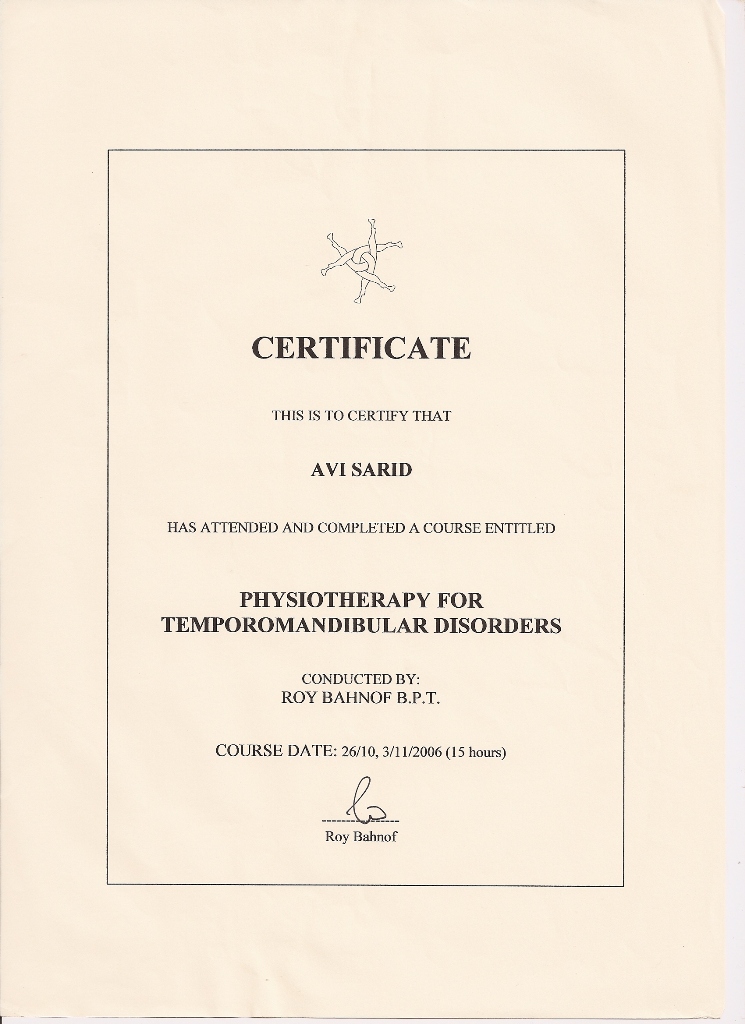 CERTIFICATE
THIS IS TO CERTIFY THAT
AVI SARID
HAS ATTENDED AND COMPLETED A COURSE ENTITLED
PHYSIOTHERAPY FOR
TEMPOROMANDIBULAR DISORDERS
CONDUCTED BY:
ROY BAHNOF B.P.T.
COURSE DATE: 26/10, 3/11/2006 (15 hours)
Roy Bahnof